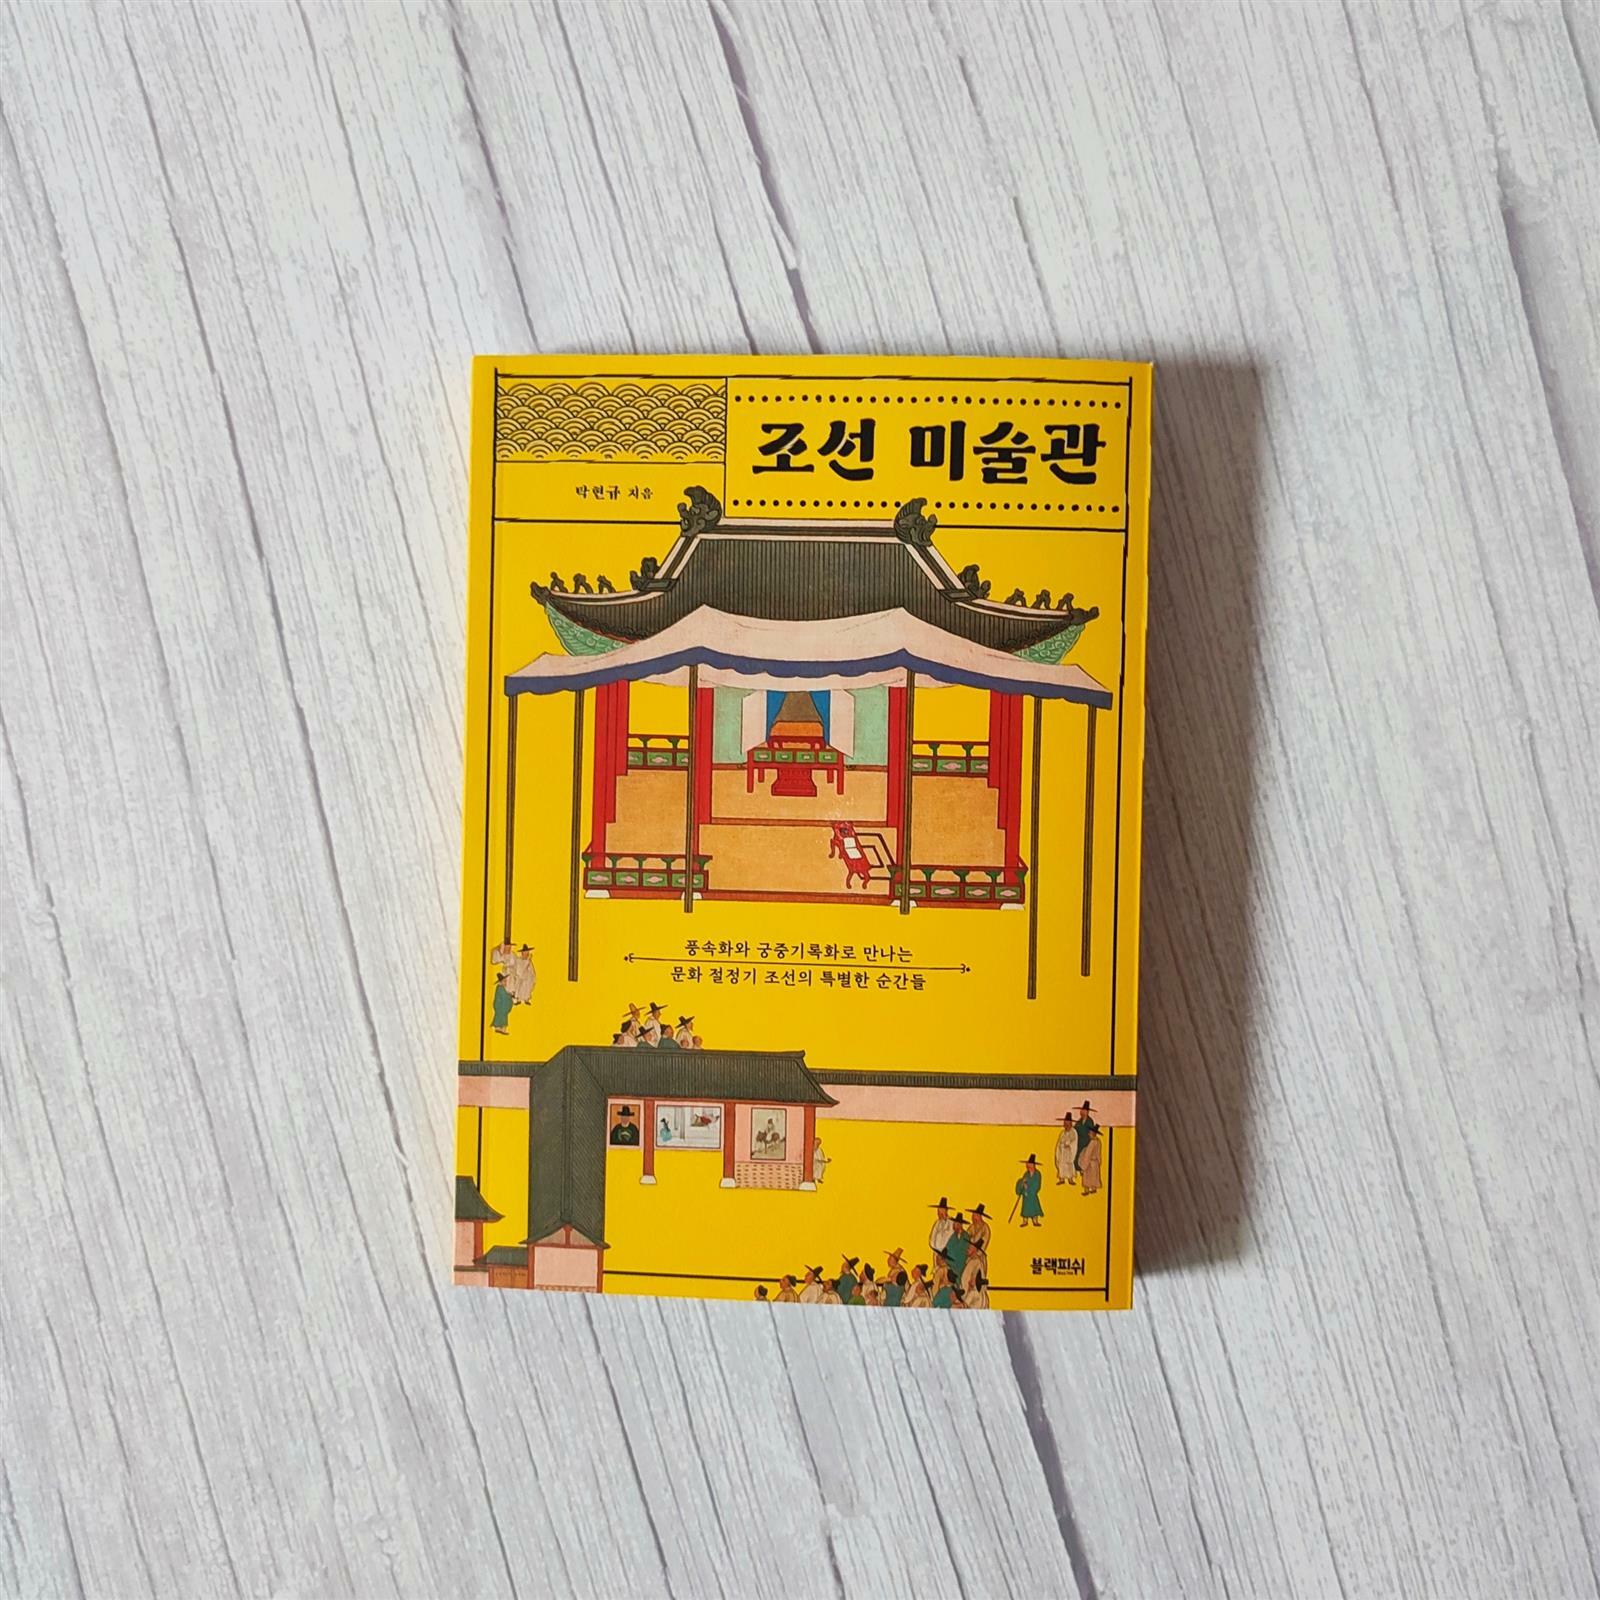 조선 미술관
탁현규 지음
풍속화와 궁중기록화로 만나는
문화 절정기 조선의 특별한 순간들
블랙피쉬